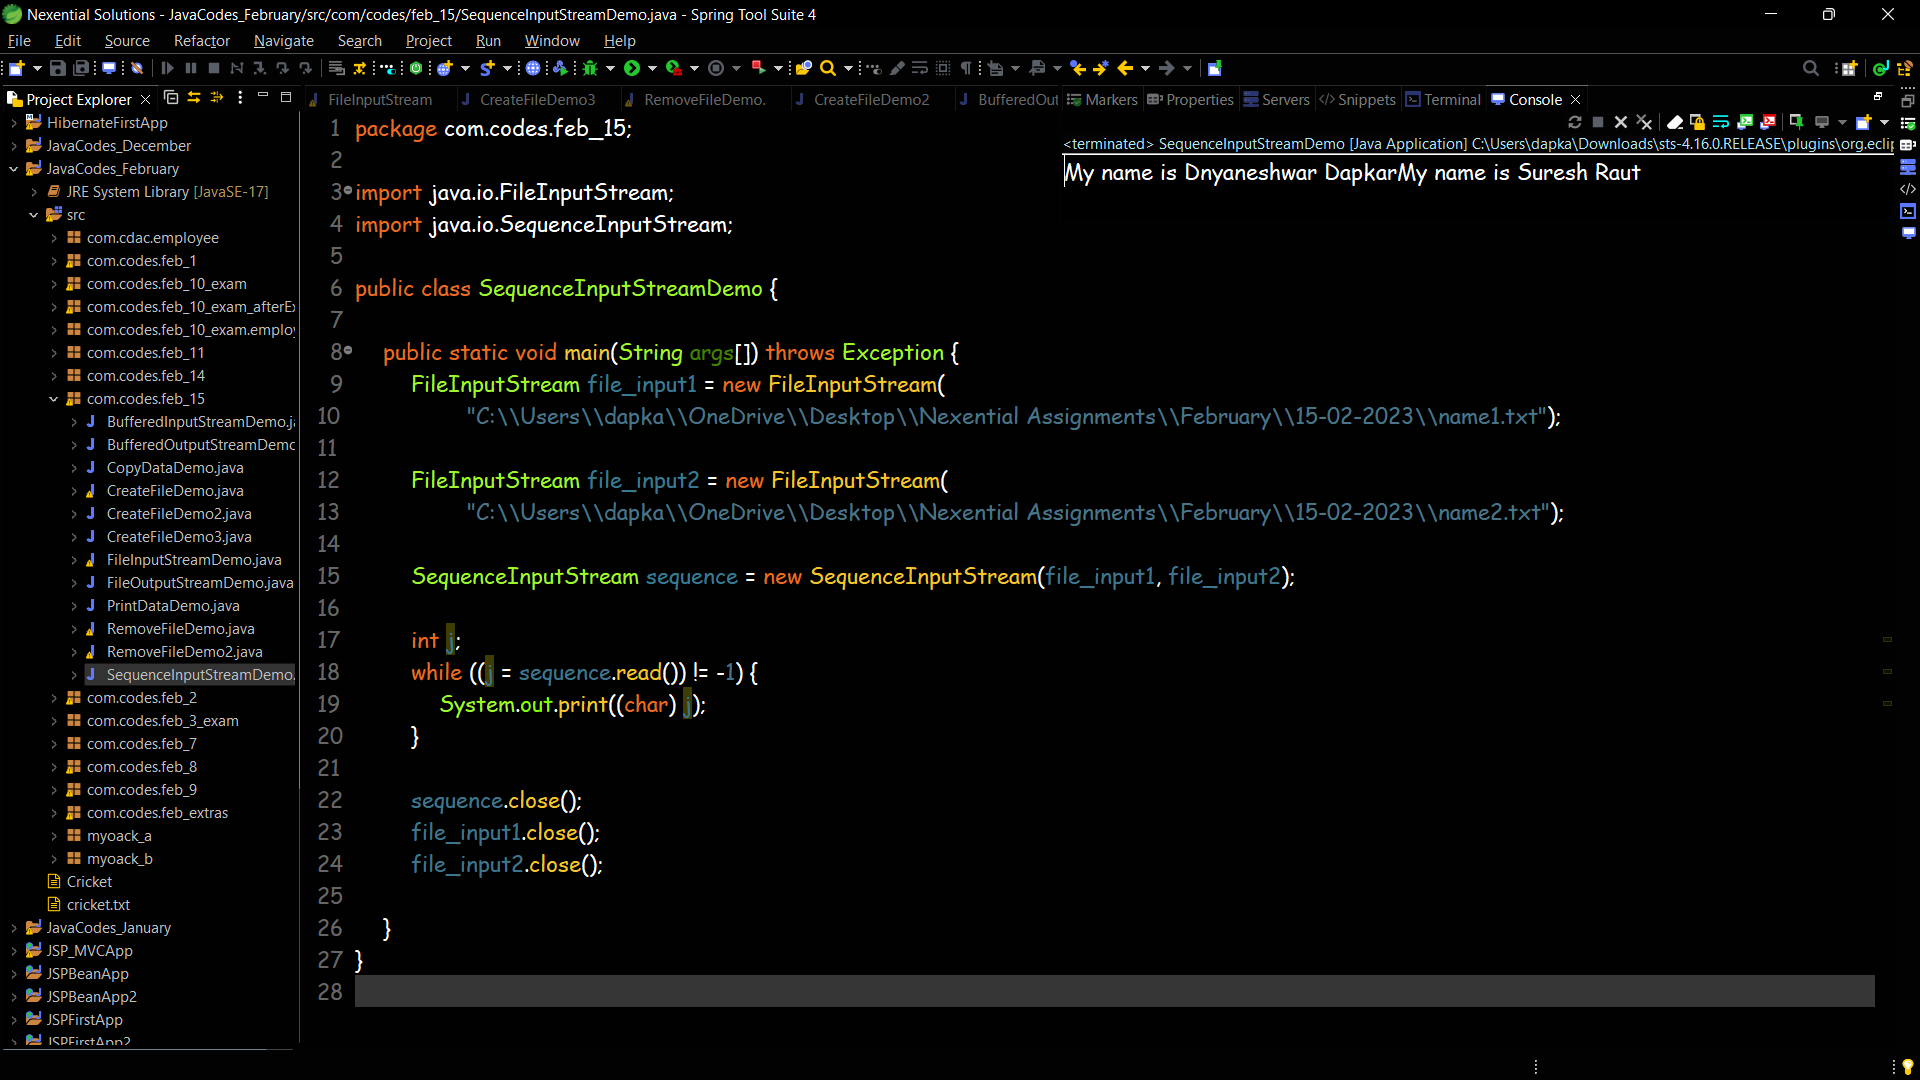 Nexential Solutions - JavaCodes_February/src/com/codes/feb_15/SequenceInputStreamDemo.java - Spring Tool Suite 4
File Edit Source Refactor Navigate Search Project Run Window Help
Project Explorer
HibernateFirstApp
JavaCodes_December
JavaCodes_February
JRE System Library [JavaSE-17]
src
com.cdac.employee
com.codes.feb_1
com.codes.feb_10_exam
com.codes.feb_10_exam_afterE
com.codes.feb_10_exam.emplo
com.codes.feb_11
com.codes.feb_14
com.codes.feb_15
BufferedInputStreamDemo.j
BufferedOutputStreamDemo
CopyDataDemo.java
CreateFileDemo.java
CreateFileDemo2.java
CreateFileDemo3.java
FileInputStreamDemo.java
FileOutputStreamDemo.java
PrintDataDemo.java
RemoveFileDemo.java
RemoveFileDemo2.java
SequenceInputStreamDemo.
com.codes.feb_2
com.codes.feb_3_exam
com.codes.feb_7
com.codes.feb_8
com.codes.feb_9
com.codes.feb_extras
myoack_a
myoack_b
Cricket
cricket.txt
JavaCodes_January
JSP_MVCApp
JSPBeanApp
JSPBeanApp2
JSPFirstApp
JSPFirstApp2
FileInputStream CreateFileDemo3 RemoveFileDemo. CreateFileDemo2 BufferedOut
1 package com.codes.feb_15;
2
3 import java.io.FileInputStream;
4 import java.io.SequenceInputStream;
5
6 public class SequenceInputStreamDemo {
7
8 public static void main(String args[]) throws Exception {
9 FileInputStream file_input1 = new FileInputStream(
10 "C:\\Users\\dapka\\OneDrive\\Desktop\\Nexential Assignments\\February\\15-02-2023\\name1.txt");
11
12 FileInputStream file_input2 = new FileInputStream(
13 "C:\\Users\\dapka\\OneDrive\\Desktop\\Nexential Assignments\\February\\15-02-2023\\name2.txt");
14
15 SequenceInputStream sequence = new SequenceInputStream(file_input1, file_input2);
16
17 int j;
18 while ((j = sequence.read()) != -1) {
19 System.out.print((char) j);
20 }
21
22 sequence.close();
23 file_input1.close();
24 file_input2.close();
25
26 }
27 }
28
Markers Properties Servers Snippets Terminal Console
<terminated> SequenceInputStreamDemo [Java Application] C:\Users\dapka\Downloads\sts-4.16.0.RELEASE\plugins\org.eclip
My name is Dnyaneshwar DapkarMy name is Suresh Raut